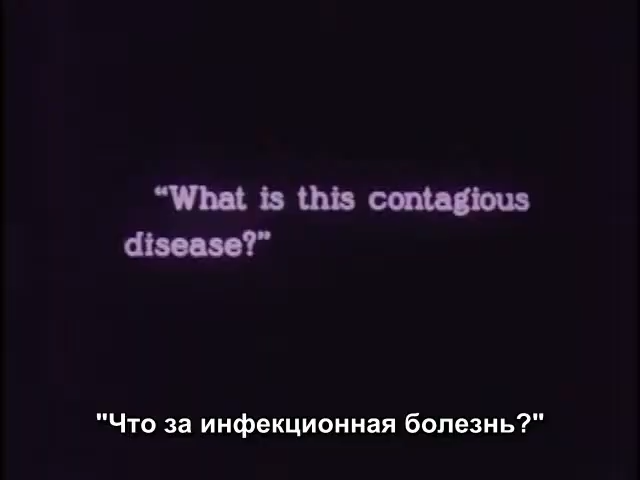 “What is this contagious
disease?”
"Что за инфекционная болезнь?"